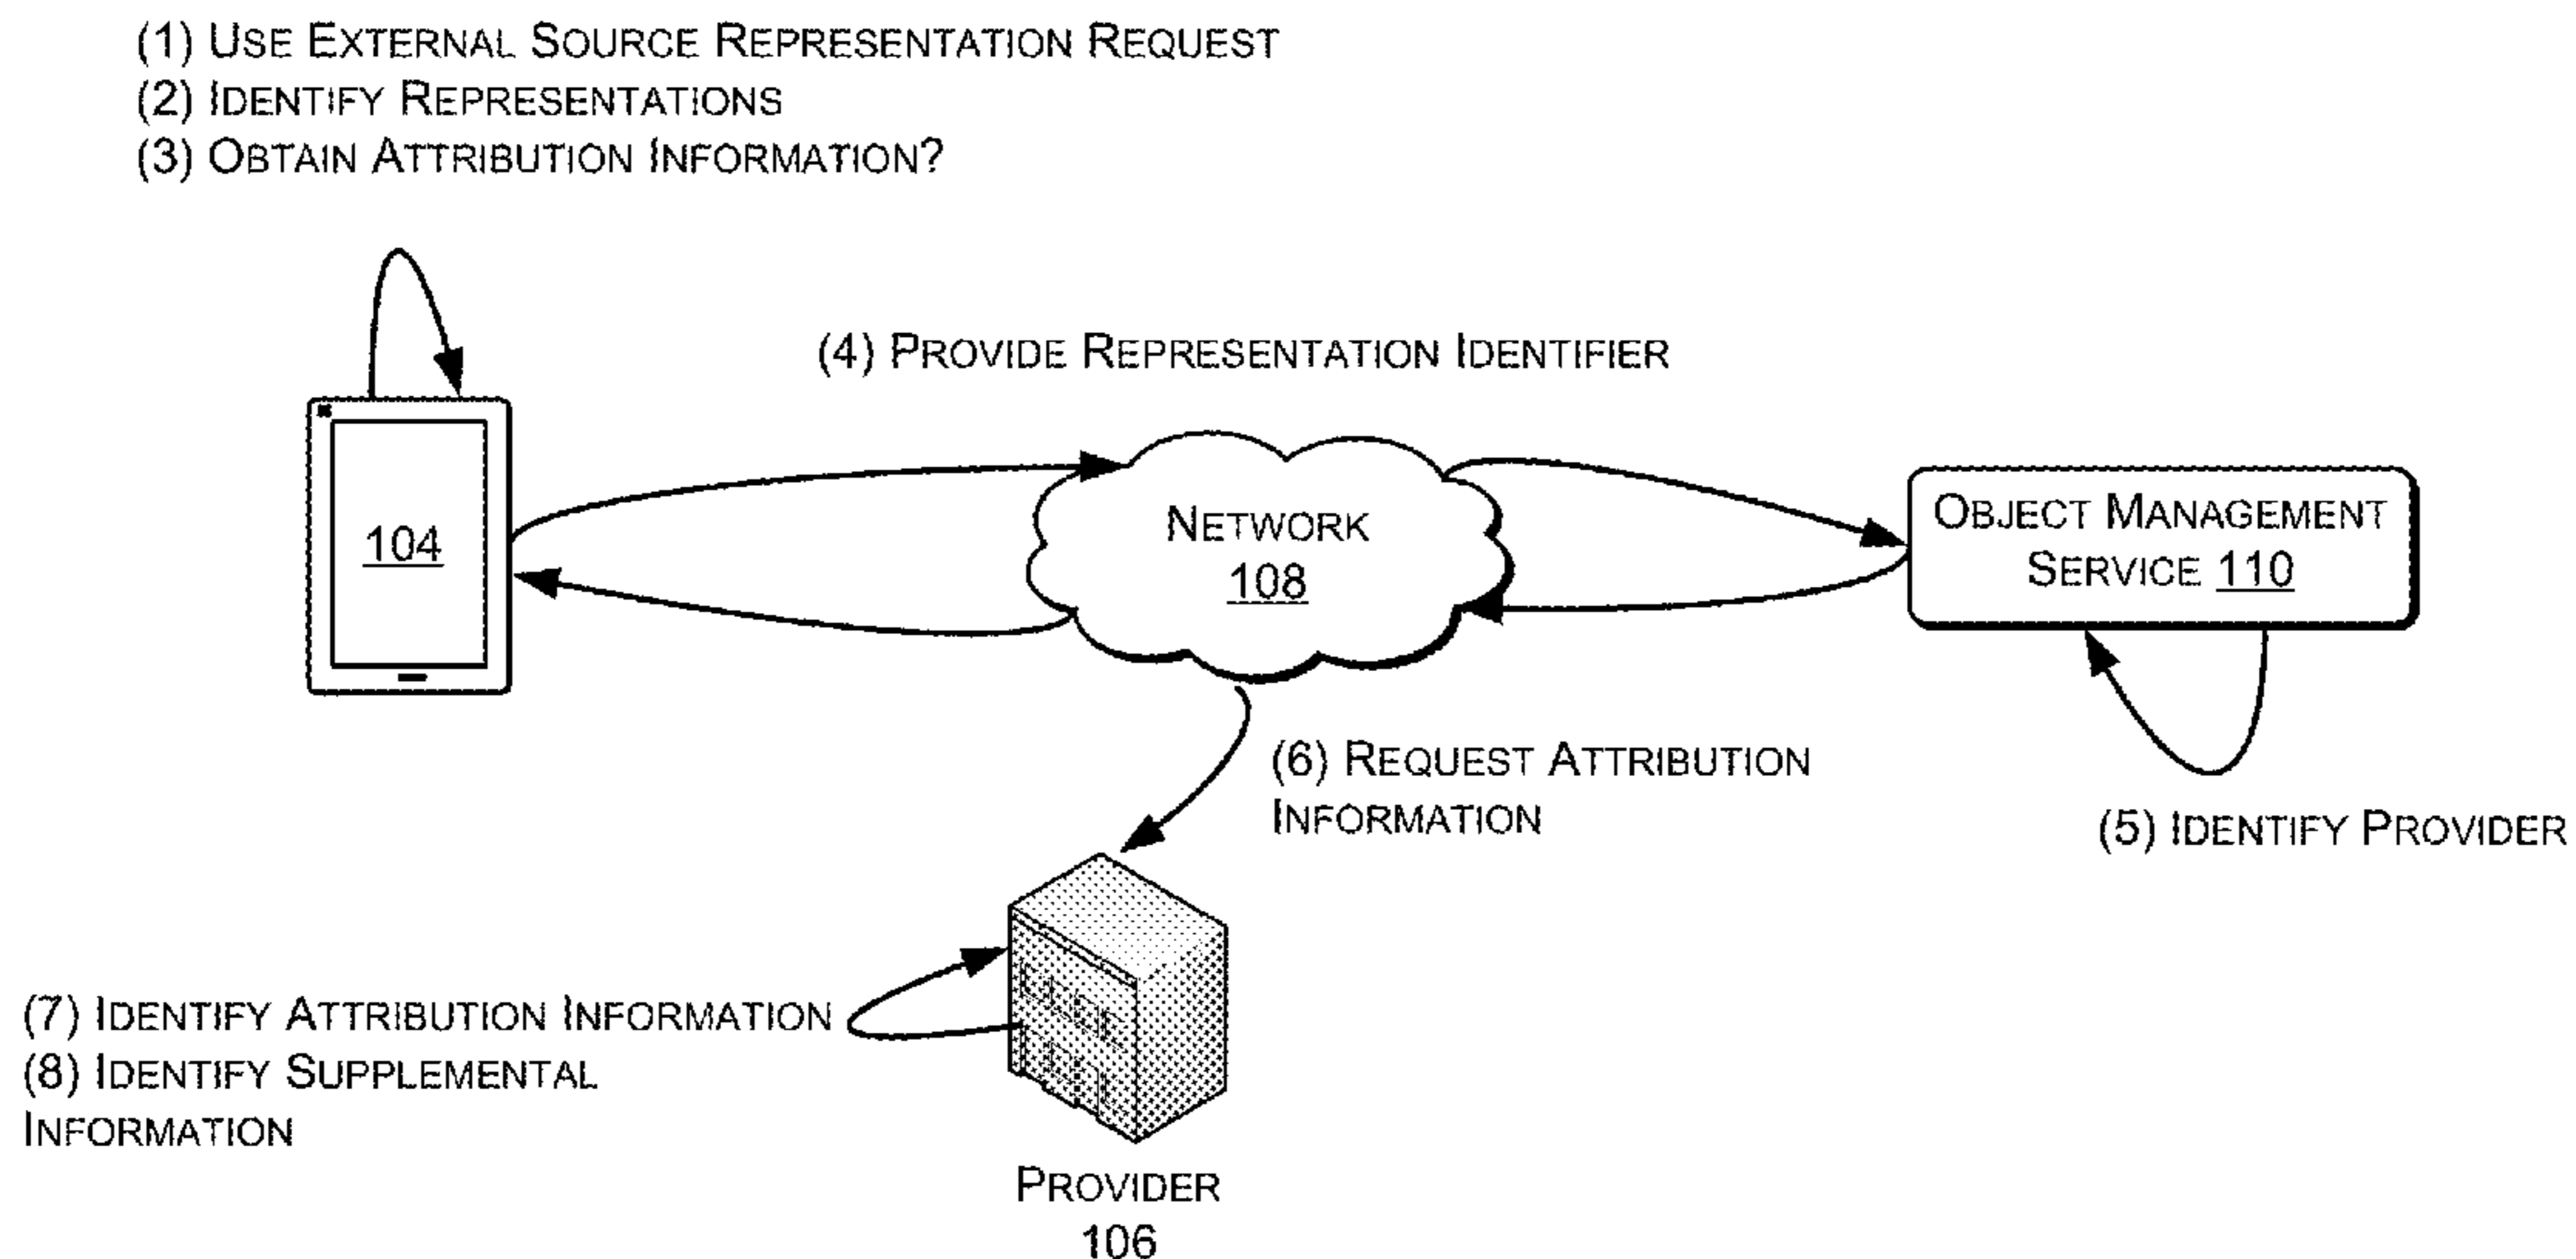 (1) USE EXTERNAL SOURCE REPRESENTATION REQUEST
(2) IDENTIFY REPRESENTATIONS
(3) OBTAIN ATTRIBUTION INFORMATION?
(4) PROVIDE REPRESENTATION IDENTIFIER
104
NETWORK
108
OBJECT MANAGEMENT
SERVICE 110
(5) IDENTIFY PROVIDER
(6) REQUEST ATTRIBUTION
INFORMATION
(7) IDENTIFY ATTRIBUTION INFORMATION
(8) IDENTIFY SUPPLEMENTAL
INFORMATION
PROVIDER
106